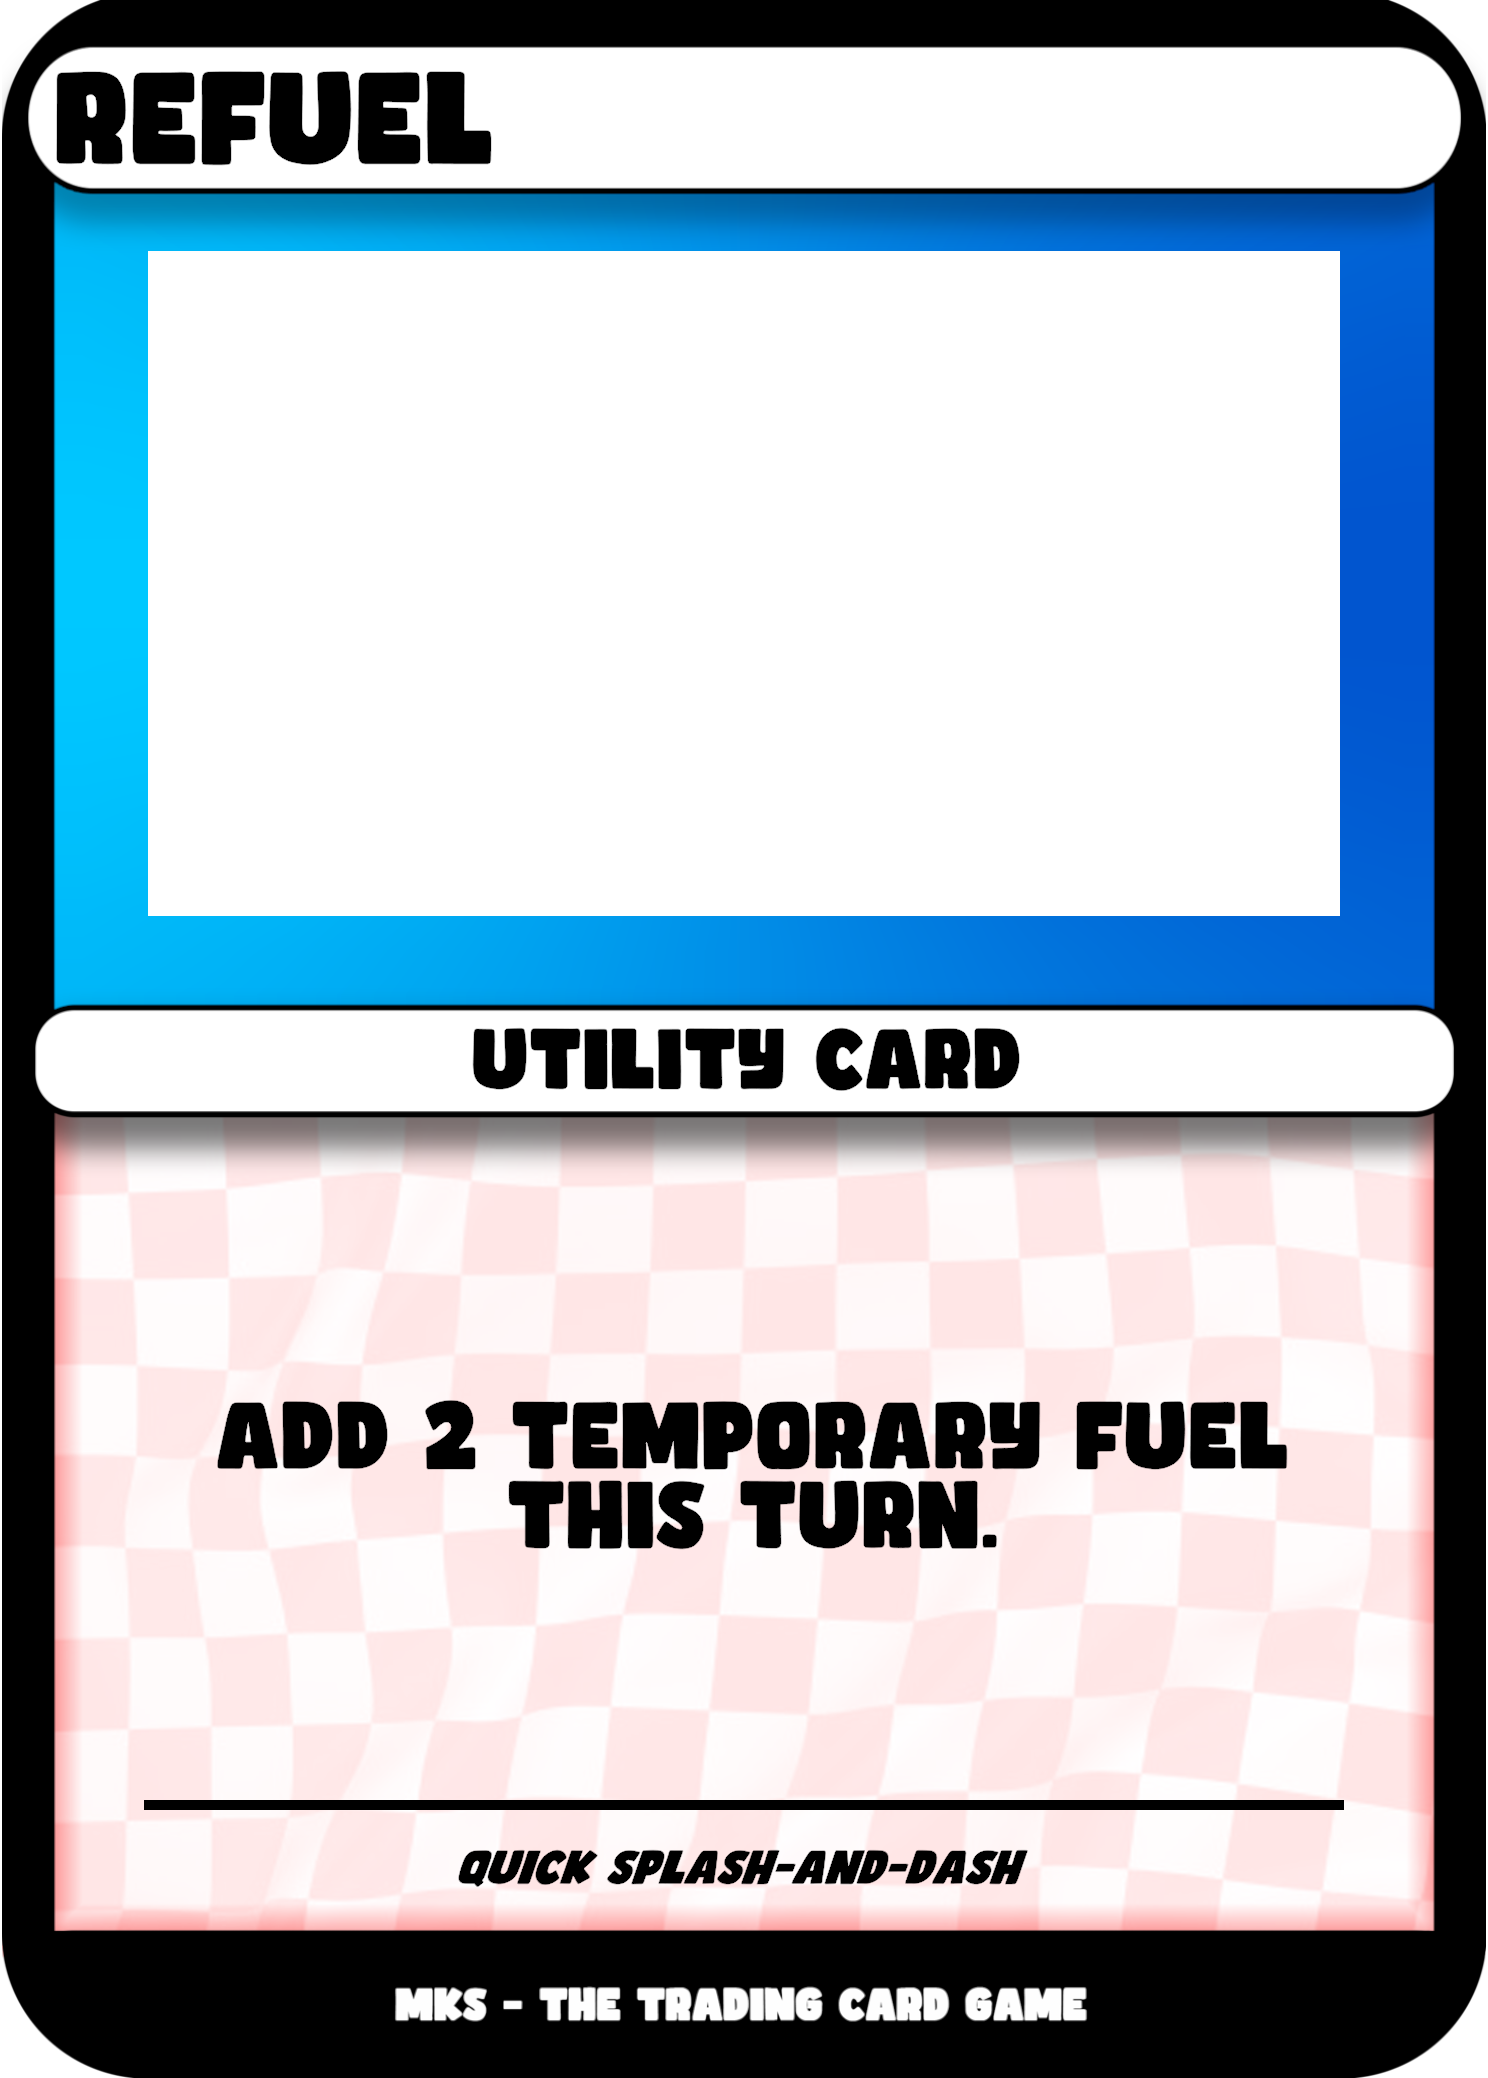 REFUEL
UTILITY CARD
ADD 2 TEMPORARY FUEL
THIS TURN.
QUICK SPLASH-AND-DASH
MKS - THE TRADING CARD GAME